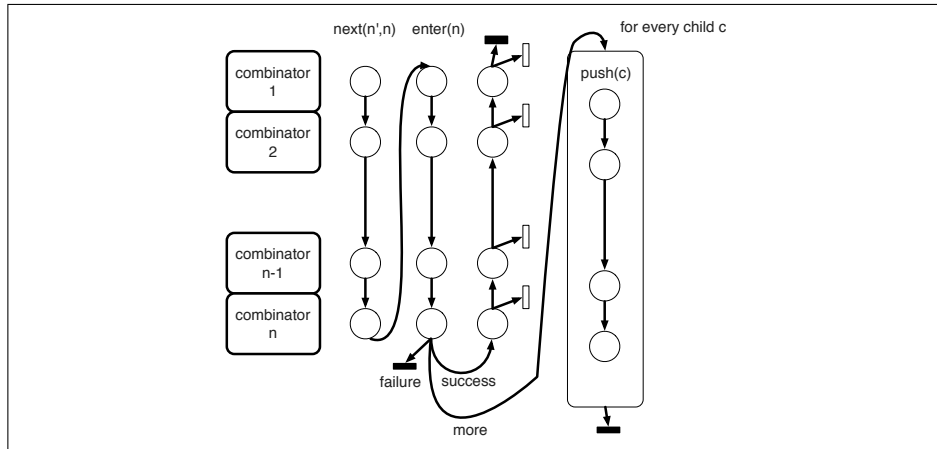 next(n',n)
enter(n)
for every child c
combinator
1
push(c)
combinator
2
combinator
n-1
combinator
n
failure
success
more